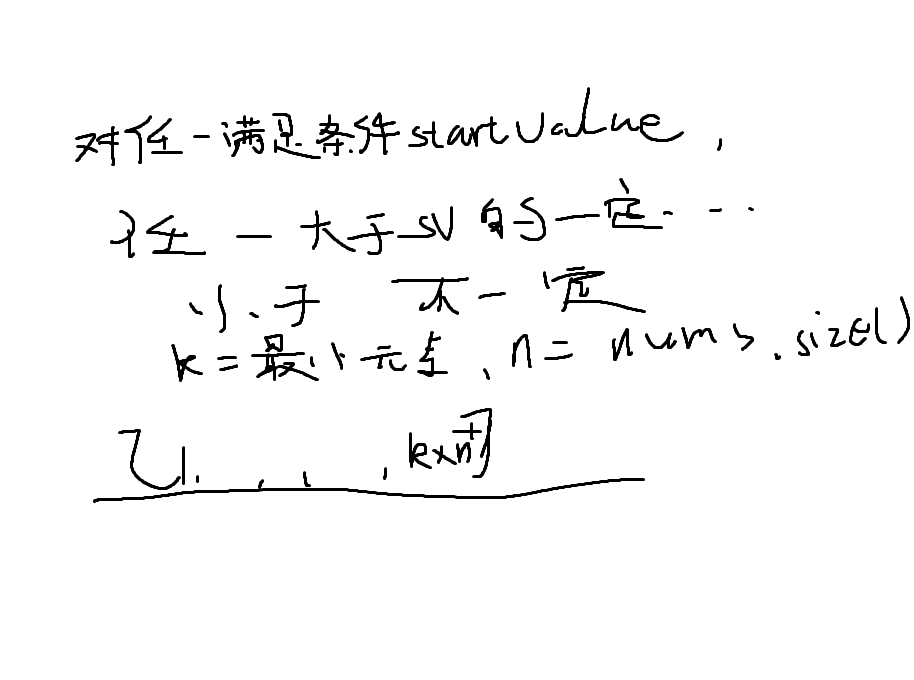 对任一满足条件startValue,
任一大于SV的一定...
小于 不一定
k=最小元素, n= nums.size()
[1, , , , k×n+]